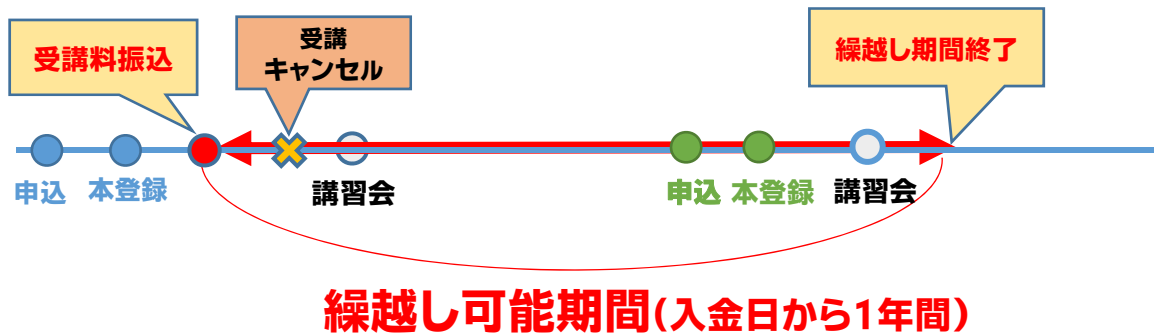 受講料振込
受講
キャンセル
繰越し期間終了
申込
本登録
講習会
申込
本登録
講習会
繰越し可能期間(入金日から1年間)